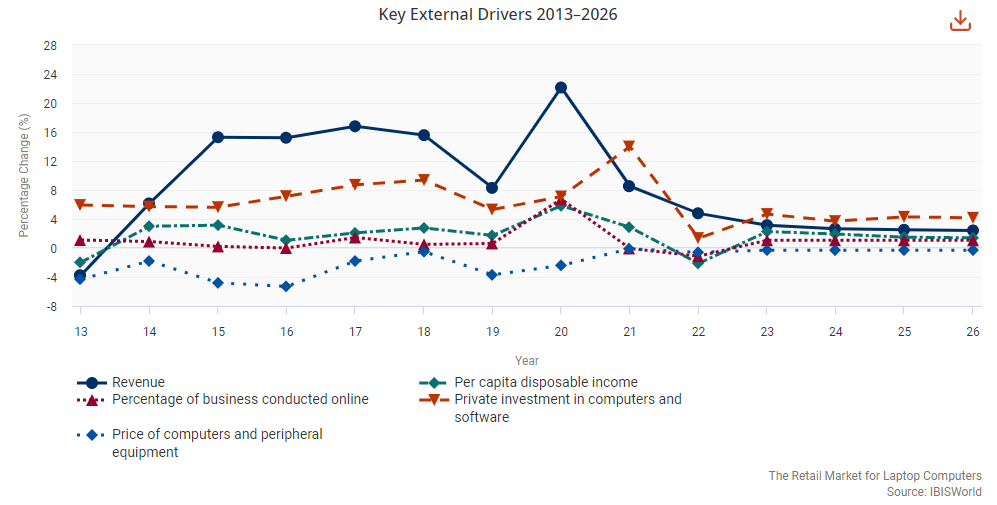 Key External Drivers 2013–2026
28
24
20
16
12
8
4
0
-4
-8
Percentage Change (%)
13 14 15 16 17 18 19 20 21 22 23 24 25 26
Year
Revenue
Per capita disposable income
Percentage of business conducted online
Private investment in computers and
software
Price of computers and peripheral
equipment
The Retail Market for Laptop Computers
Source: IBISWorld